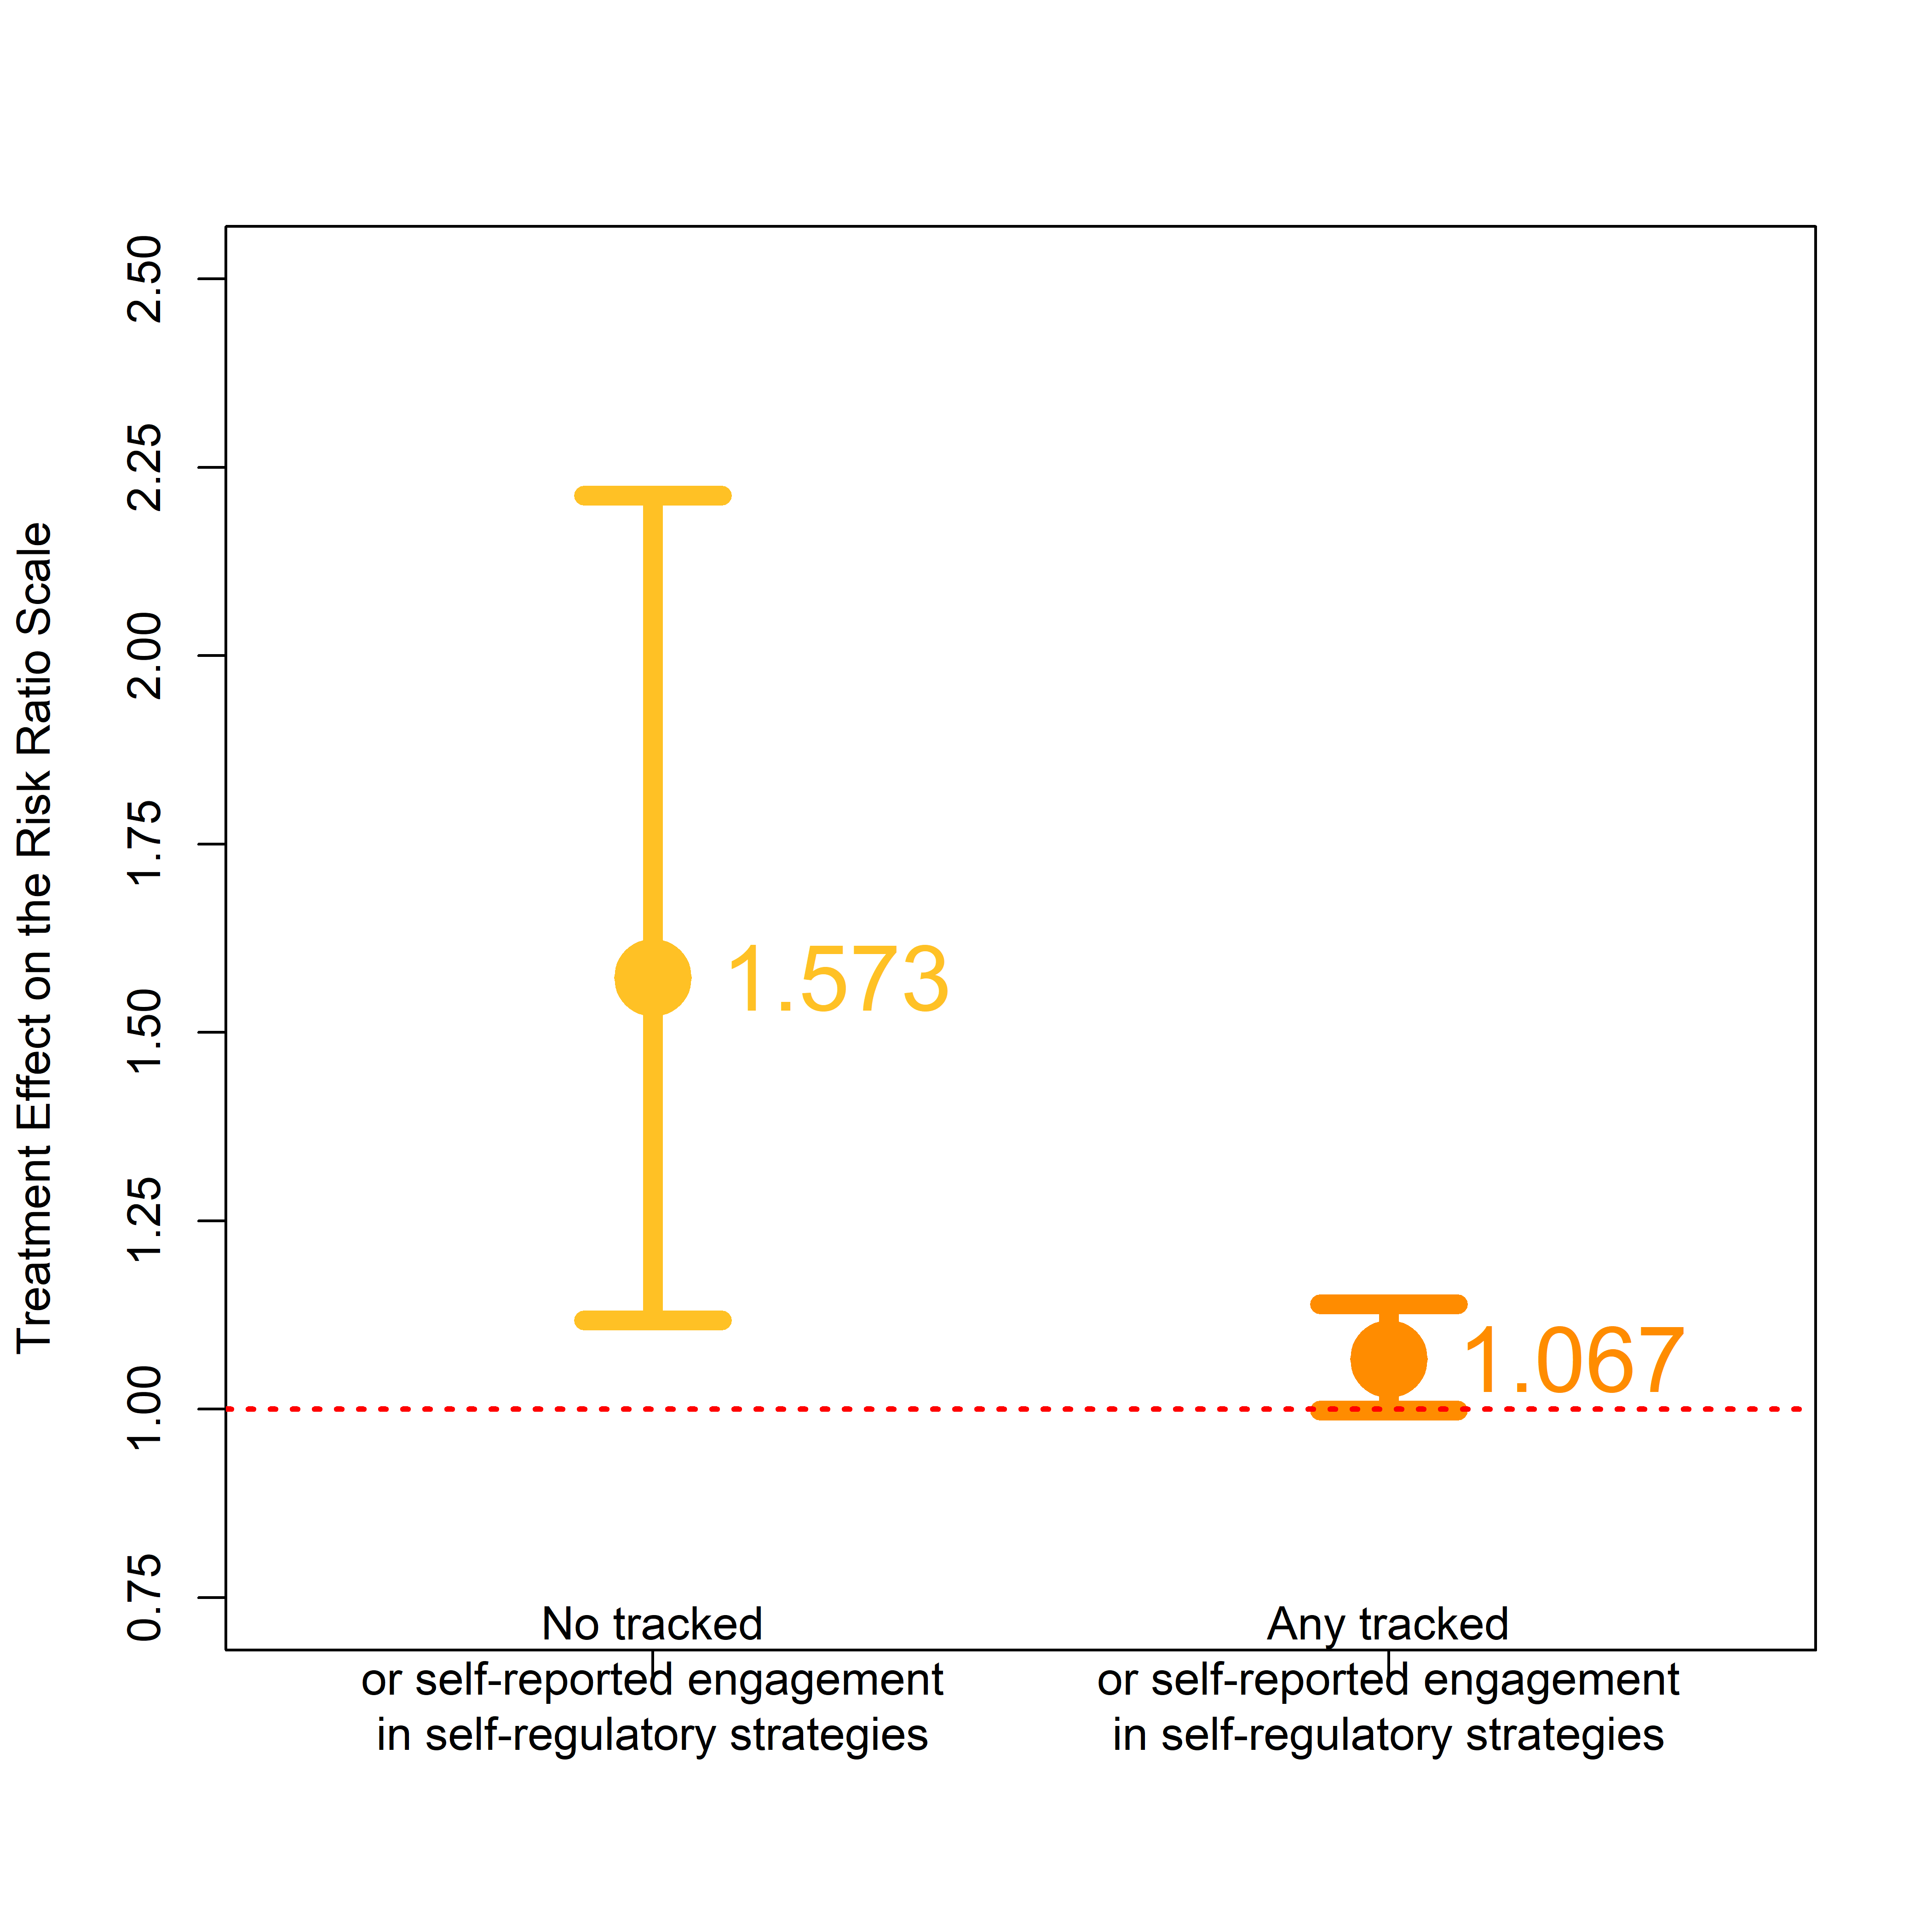 Treatment Effect on the Risk Ratio Scale
2.50
2.25
2.00
1.75
1.50
1.25
1.00
0.75
1.573
1.067
No tracked
or self-reported engagement
in self-regulatory strategies
Any tracked
or self-reported engagement
in self-regulatory strategies